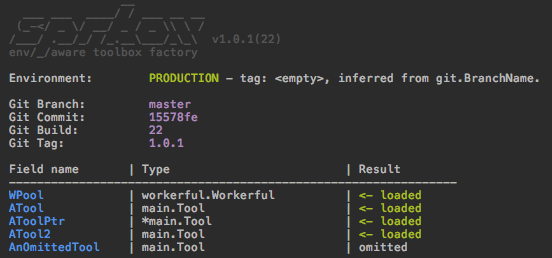 v1.0.1(22)
env/_/aware toolbox factory
Environment: PRODUCTION - tag: <empty>, inferred from git.BranchName.
Git Branch: master
Git Commit: 15578fe
Git Build: 22
Git Tag: 1.0.1
Field name | Type | Result
WPool | workerful.Workerful | <- loaded
ATool | main.Tool | <- loaded
AToolPtr | *main.Tool | <- loaded
ATool2 | main.Tool | <- loaded
AnOmittedTool | main.Tool | omitted